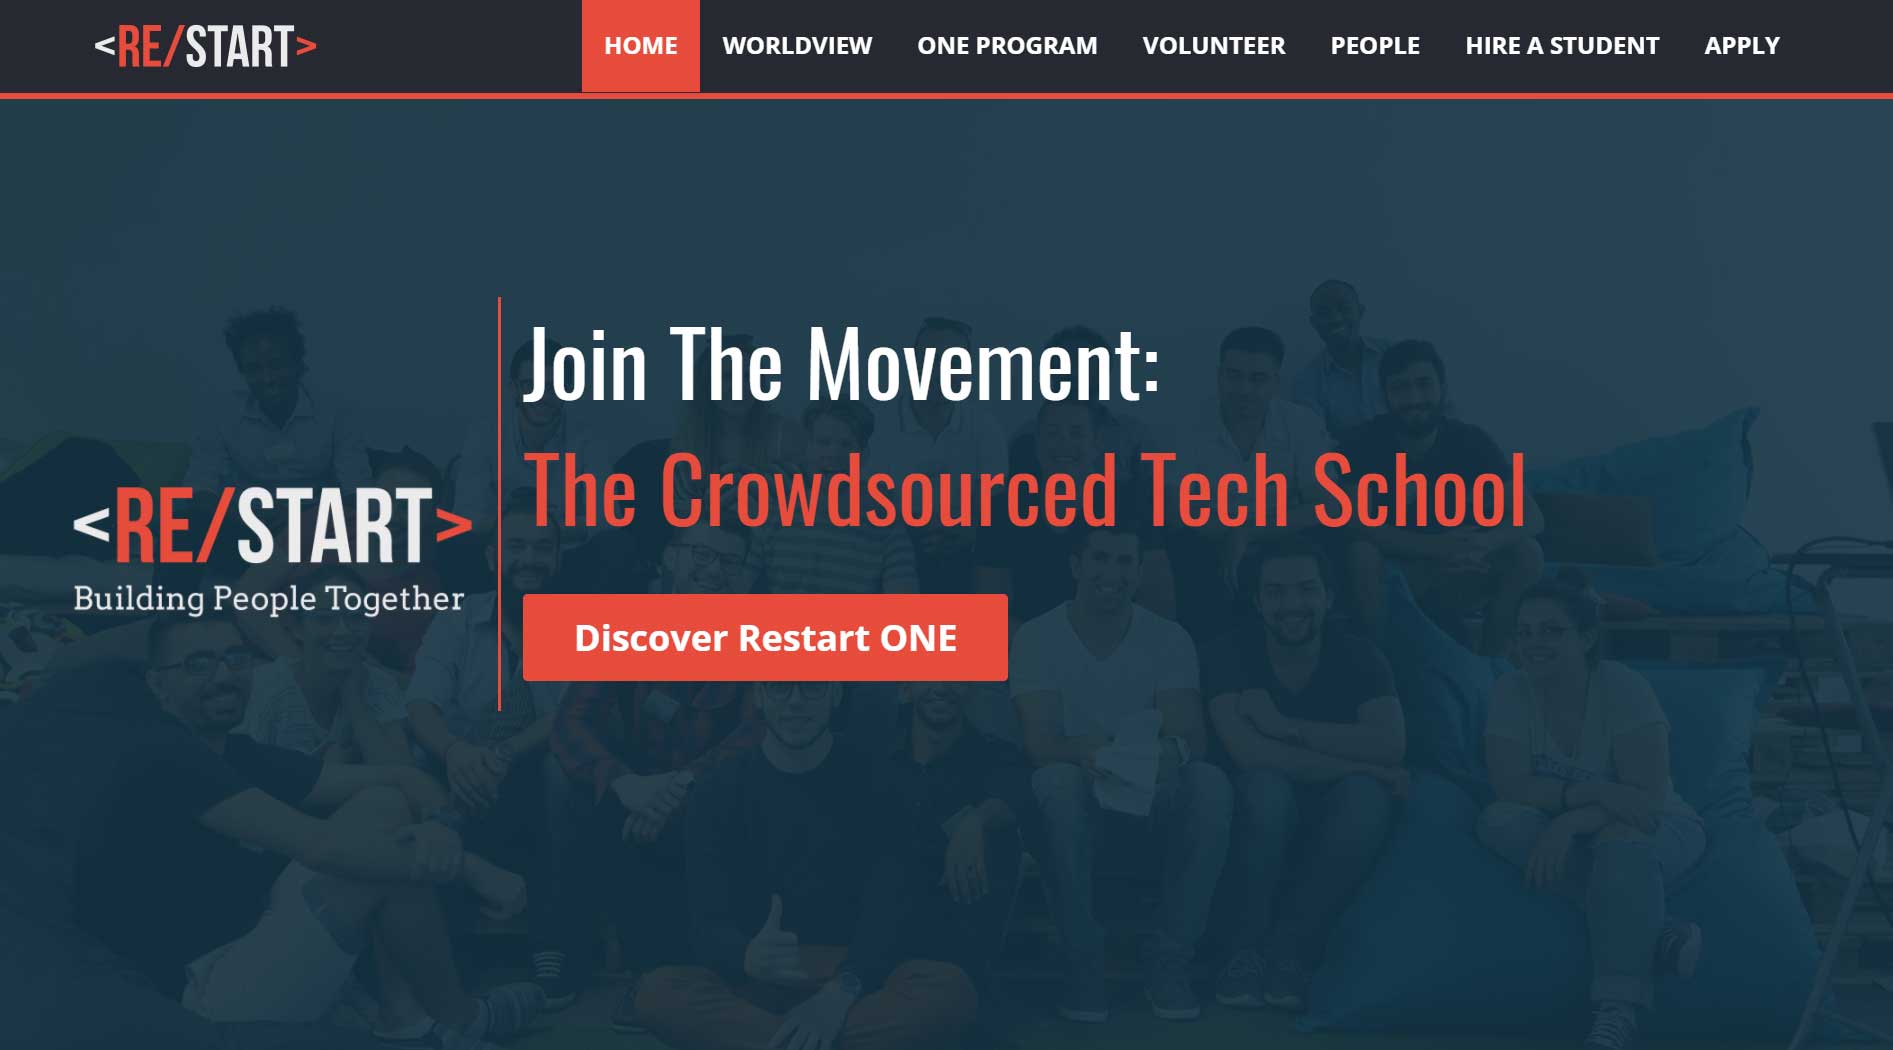 <RE/START>
HOME
WORLDVIEW
ONE PROGRAM
VOLUNTEER
PEOPLE
HIRE A STUDENT
APPLY
<RE/START>
Building People Together
Join The Movement:
The Crowdsourced Tech School
Discover Restart ONE